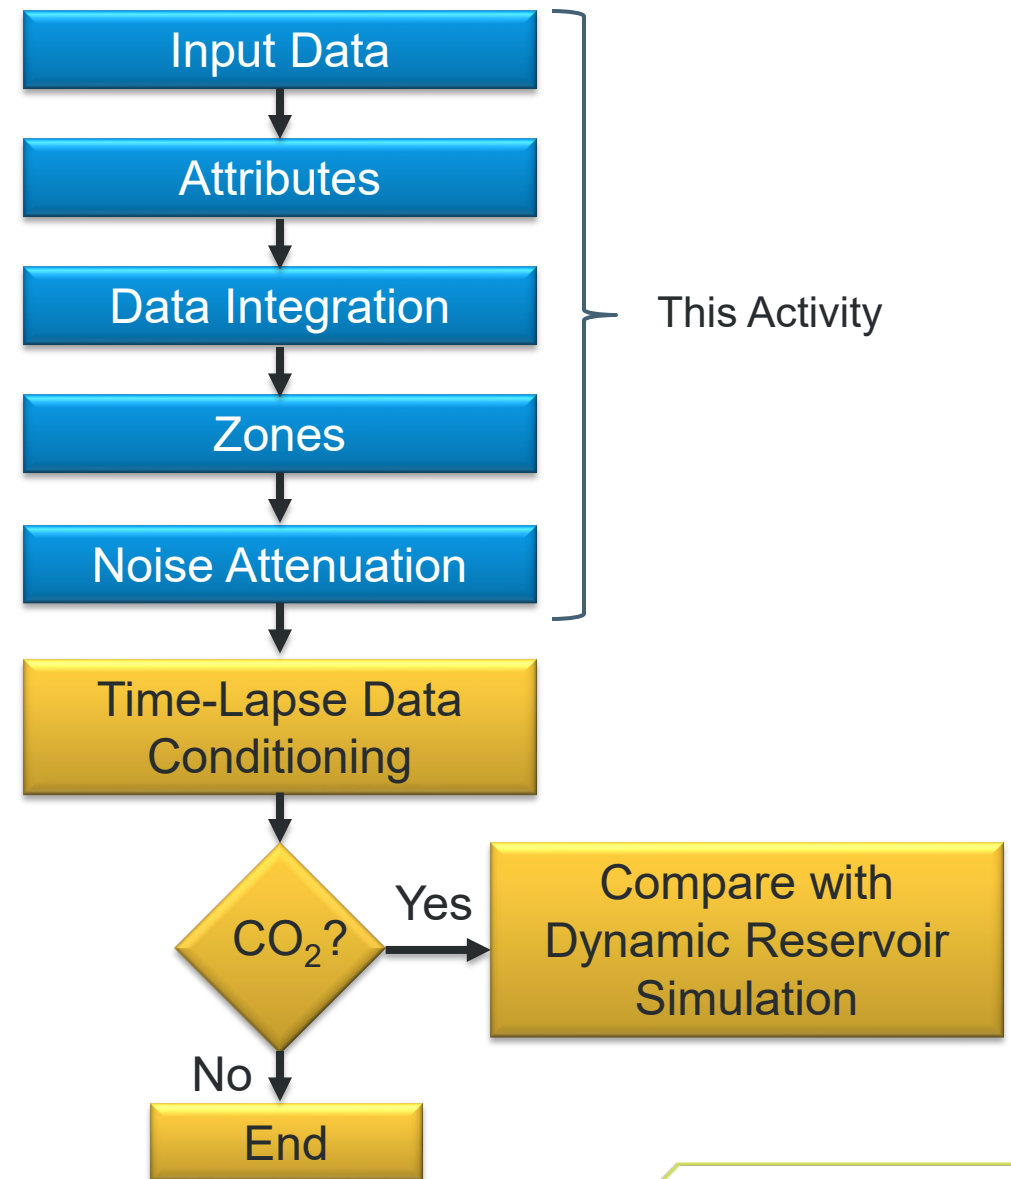 Input Data
Attributes
Data Integration
This Activity
Zones
Noise Attenuation
Time-Lapse Data
Conditioning
CO₂?
Yes
Compare with
Dynamic Reservoir
Simulation
No
End